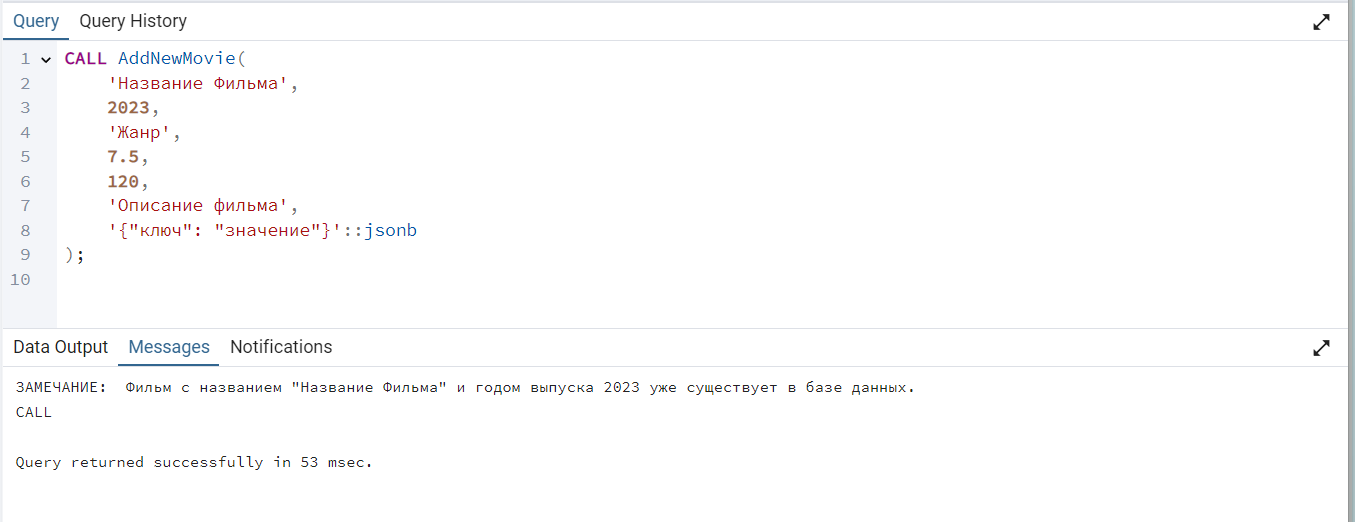 Query Query History
1 CALL AddNewMovie(
2 'Название Фильма',
3 2023,
4 'Жанр',
5 7.5,
6 120,
7 'Описание фильма',
8 '{"ключ": "значение"}'::jsonb
9 );
10
Data Output Messages Notifications
ЗАМЕЧАНИЕ:  Фильм с названием "Название Фильма" и годом выпуска 2023 уже существует в базе данных.
CALL
Query returned successfully in 53 msec.